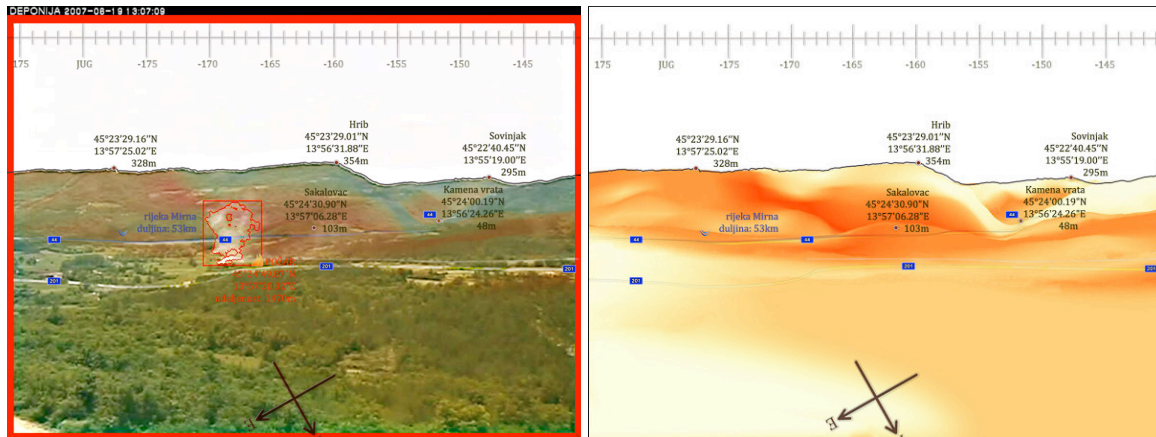 DEPONIJA 2007-08-19 13:07:09
175 JUG -170 -165 -160 -155 -150 -145
45°23'29.16"N
13°57'25.02"E
328m
Hrib
45°23'29.01"N
13°56'31.88"E
354m
Sovinjak
45°22'40.45"N
13°55'19.00"E
295m
Sakalovac
45°24'30.90"N
13°57'06.28"E
103m
Kamena vrata
45°24'00.19"N
13°56'24.26"E
48m
rijeka Mirna
duljina: 53km
44
44
44
201
201
201
E
175 JUG -170 -165 -160 -155 -150 -145
45°23'29.16"N
13°57'25.02"E
328m
Hrib
45°23'29.01"N
13°56'31.88"E
354m
Sovinjak
45°22'40.45"N
13°55'19.00"E
295m
Sakalovac
45°24'30.90"N
13°57'06.28"E
103m
Kamena vrata
45°24'00.19"N
13°56'24.26"E
48m
rijeka Mirna
duljina: 53km
44
44
44
201
201
201
E